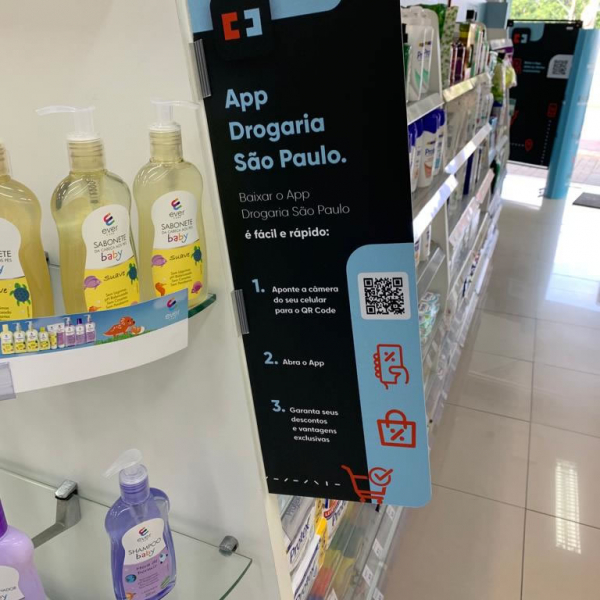 App
Drogaria
São Paulo.
Baixar o App
Drogaria São Paulo
é fácil e rápido:
1. Aponte a câmera
do seu celular
para o QR Code
2. Abra o App
3. Garanta seus
descontos
e vantagens
exclusivas
ever
SABONETE
baby
SUAVE
ever
SABONETE
baby
SUAVE
ever
SHAMPOO
baby